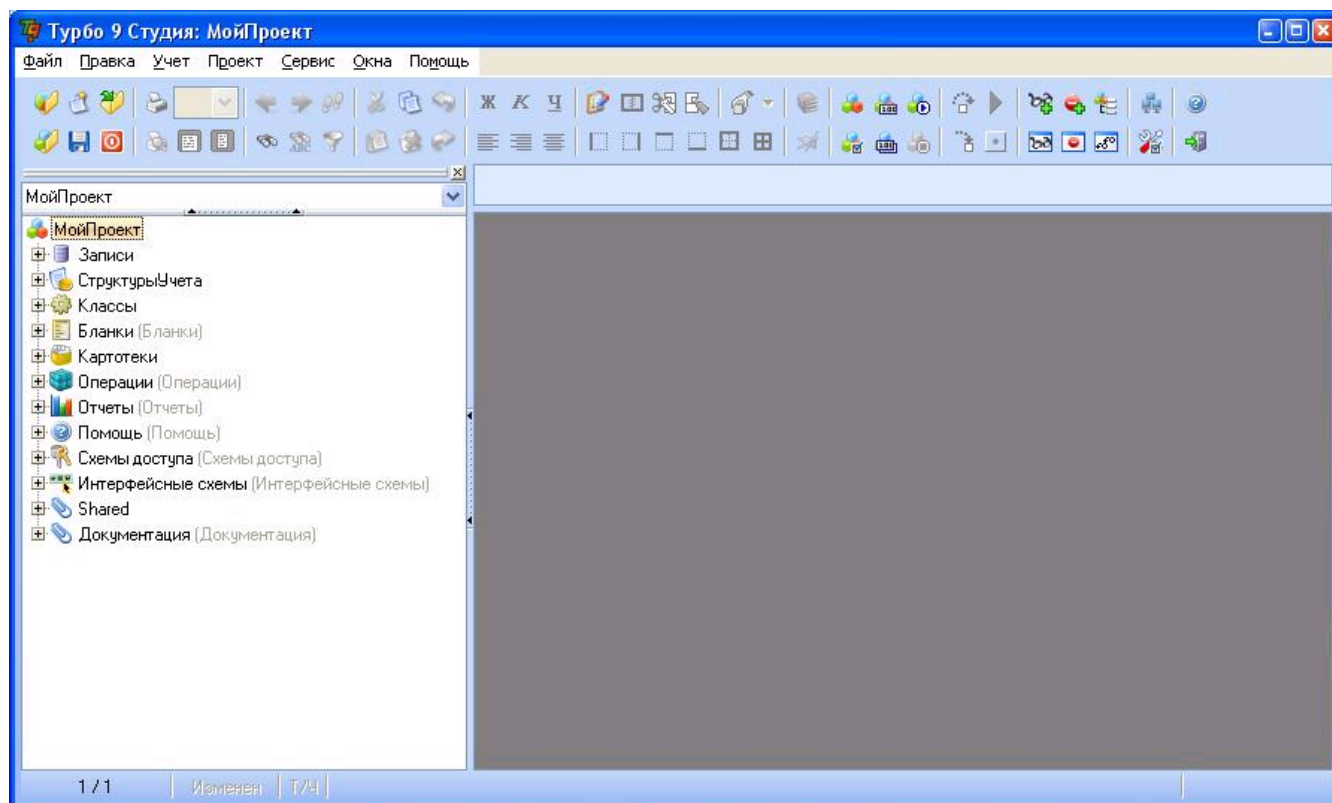 Турбо 9 Студия: МойПроект
Файл Правка Учет Проект Сервис Окна Помощь
Ж К Ч
МойПроект
МойПроект
Записи
СтруктурыУчета
Классы
Бланки (Бланки)
Картотеки
Операции (Операции)
Отчеты (Отчеты)
Помощь (Помощь)
Схемы доступа (Схемы доступа)
Интерфейсные схемы (Интерфейсные схемы)
Shared
Документация (Документация)
1 / 1 Изменен Т/Ч